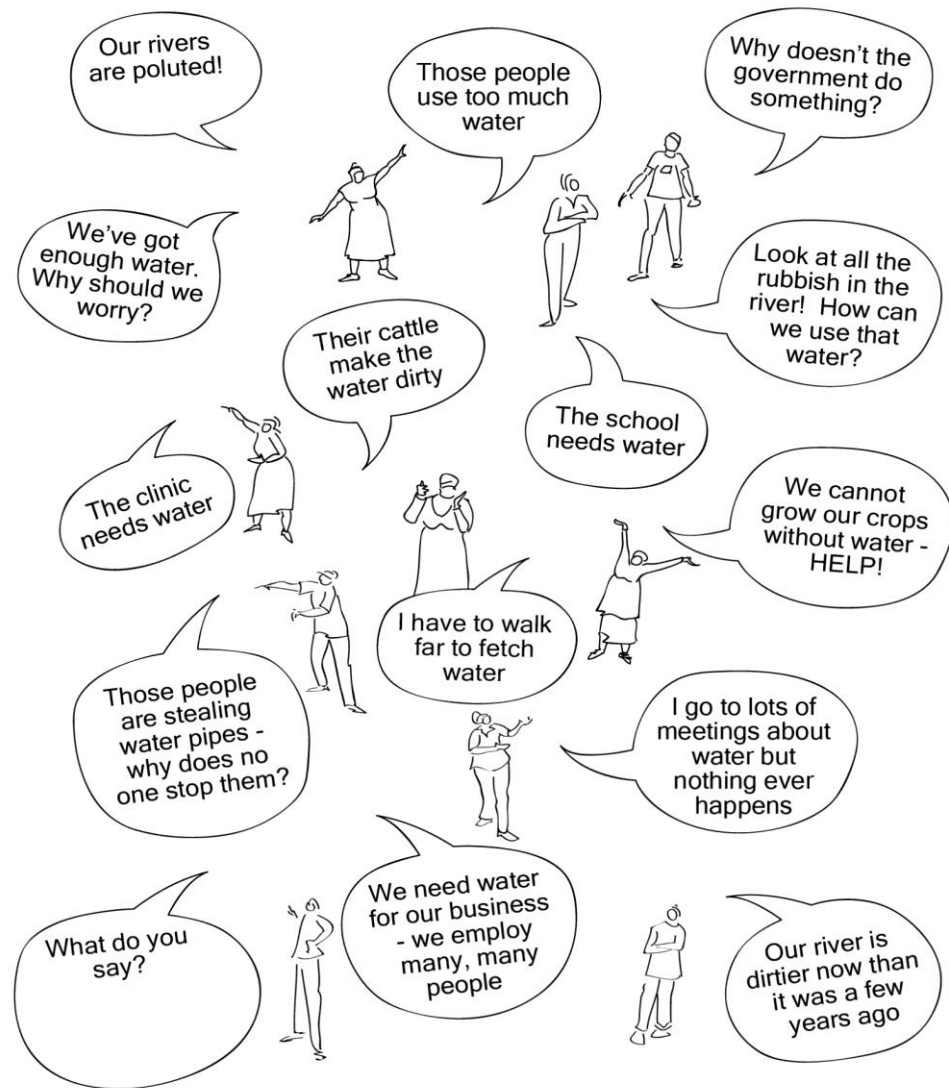 Our rivers
are poluted!
Those people
use too much
water
Why doesn't the
government do
something?
We've got
enough water.
Why should we
worry?
Look at all the
rubbish in the
river! How can
we use that
water?
Their cattle
make the
water dirty
The school
needs water
The clinic
needs water
We cannot
grow our crops
without water -
HELP!
I have to walk
far to fetch
water
Those people
are stealing
water pipes -
why does no
one stop them?
I go to lots of
meetings about
water but
nothing ever
happens
We need water
for our business
- we employ
many, many
people
What do you
say?
Our river is
dirtier now than
it was a few
years ago